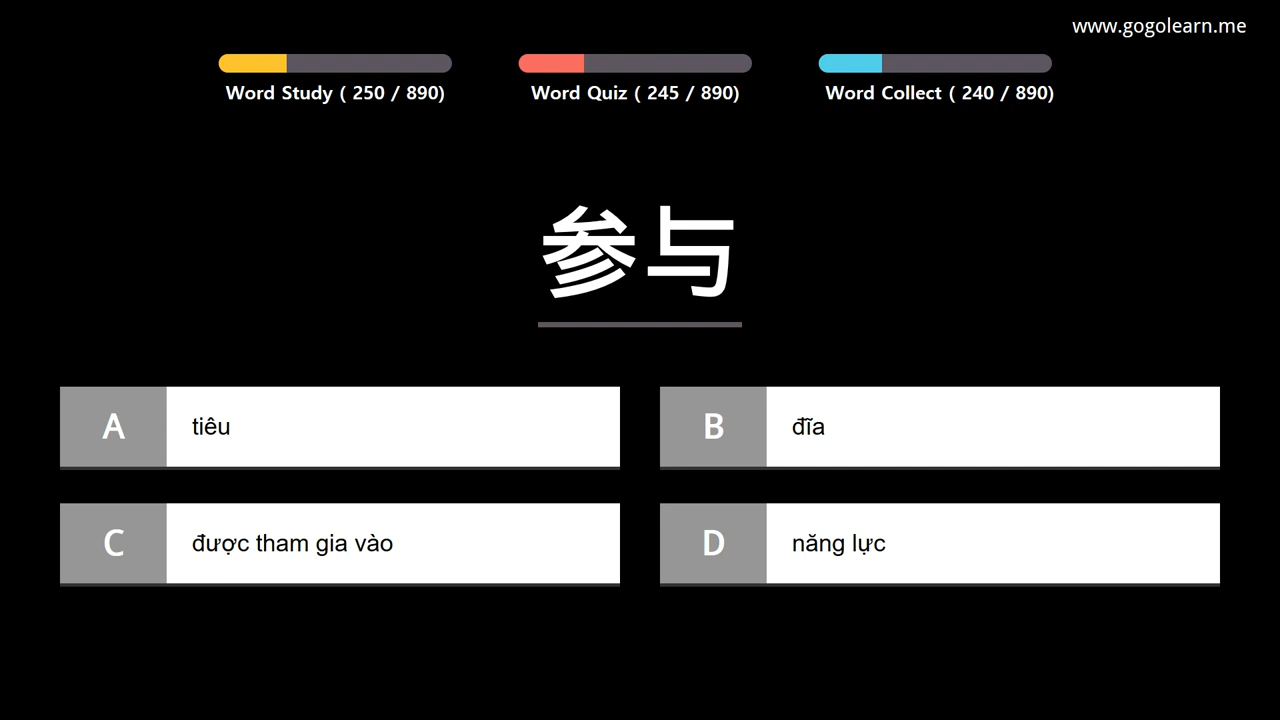 www.gogolearn.me
Word Study ( 250 / 890)
Word Quiz ( 245 / 890)
Word Collect ( 240 / 890)
参与
A tiêu
B đĩa
C được tham gia vào
D năng lực